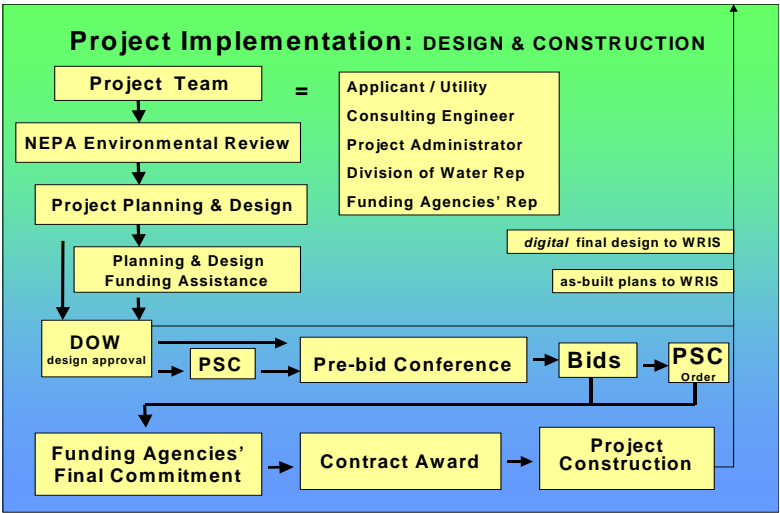 Project Implementation: DESIGN & CONSTRUCTION
Project Team
=
Applicant / Utility
Consulting Engineer
Project Administrator
Division of Water Rep
Funding Agencies' Rep
NEPA Environmental Review
Project Planning & Design
digital final design to WRIS
Planning & Design
Funding Assistance
as-built plans to WRIS
DOW
design approval
PSC
Pre-bid Conference
Bids
PSC
Order
Funding Agencies'
Final Commitment
Contract Award
Project
Construction